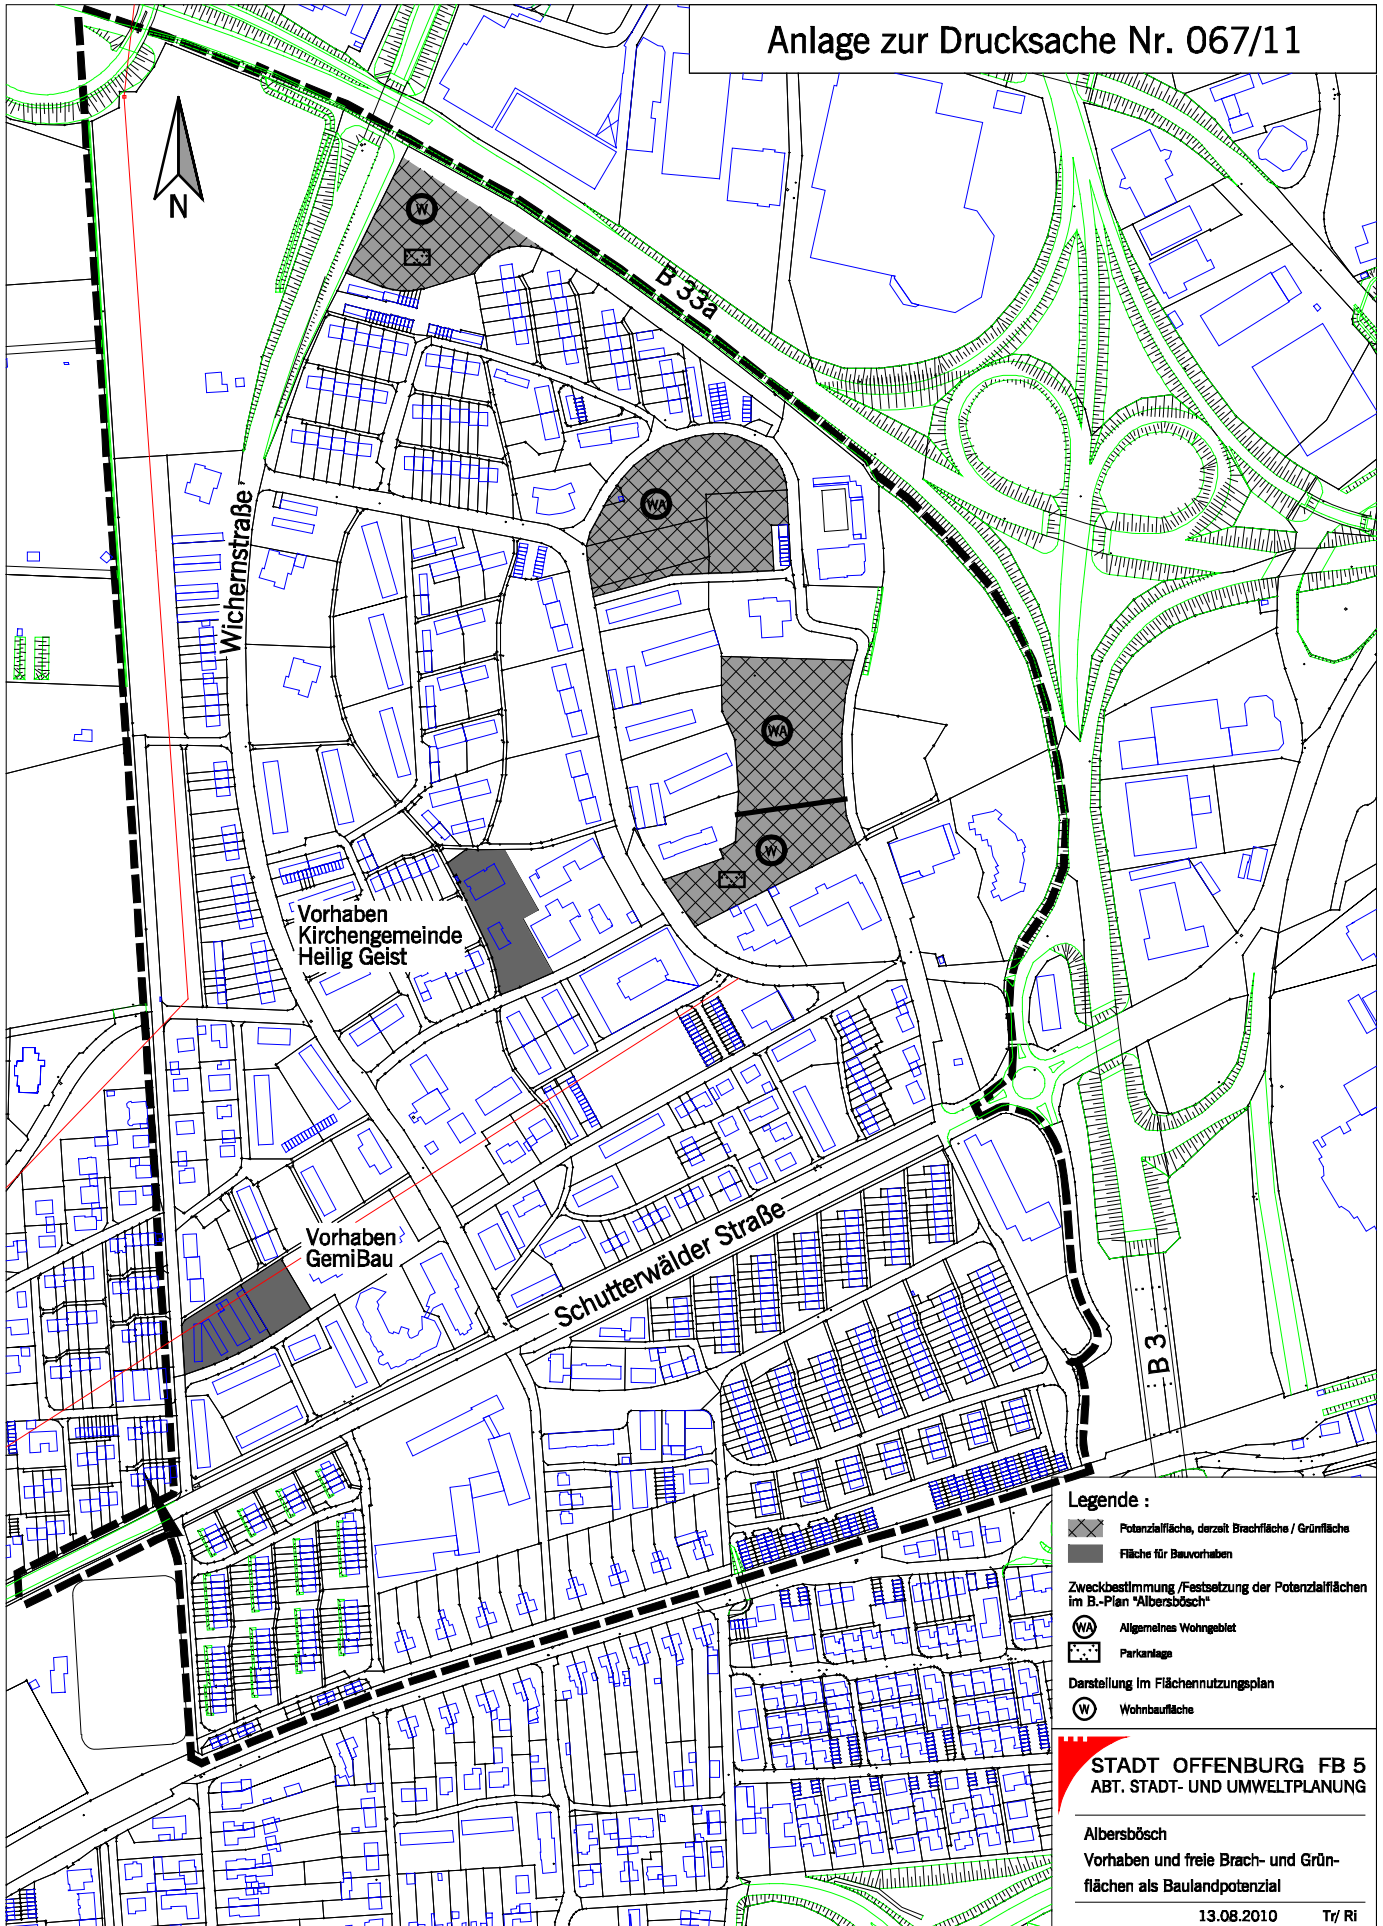 Anlage zur Drucksache Nr. 067/11
N
W
B 33a
WA
Wichernstraße
WA
W
Vorhaben
Kirchengemeinde
Heilig Geist
Vorhaben
GemiBau
Schutterwälder Straße
B 3
Legende :
Potenzialfläche, derzeit Brachfläche / Grünfläche
Fläche für Bauvorhaben
Zweckbestimmung /Festsetzung der Potenzialflächen
im B.-Plan "Albersbösch"
WA Allgemeines Wohngebiet
Parkanlage
Darstellung im Flächennutzungsplan
W Wohnbaufläche
STADT OFFENBURG FB 5
ABT. STADT- UND UMWELTPLANUNG
Albersbösch
Vorhaben und freie Brach- und Grün-
flächen als Baulandpotenzial
13.08.2010 Tr/ Ri